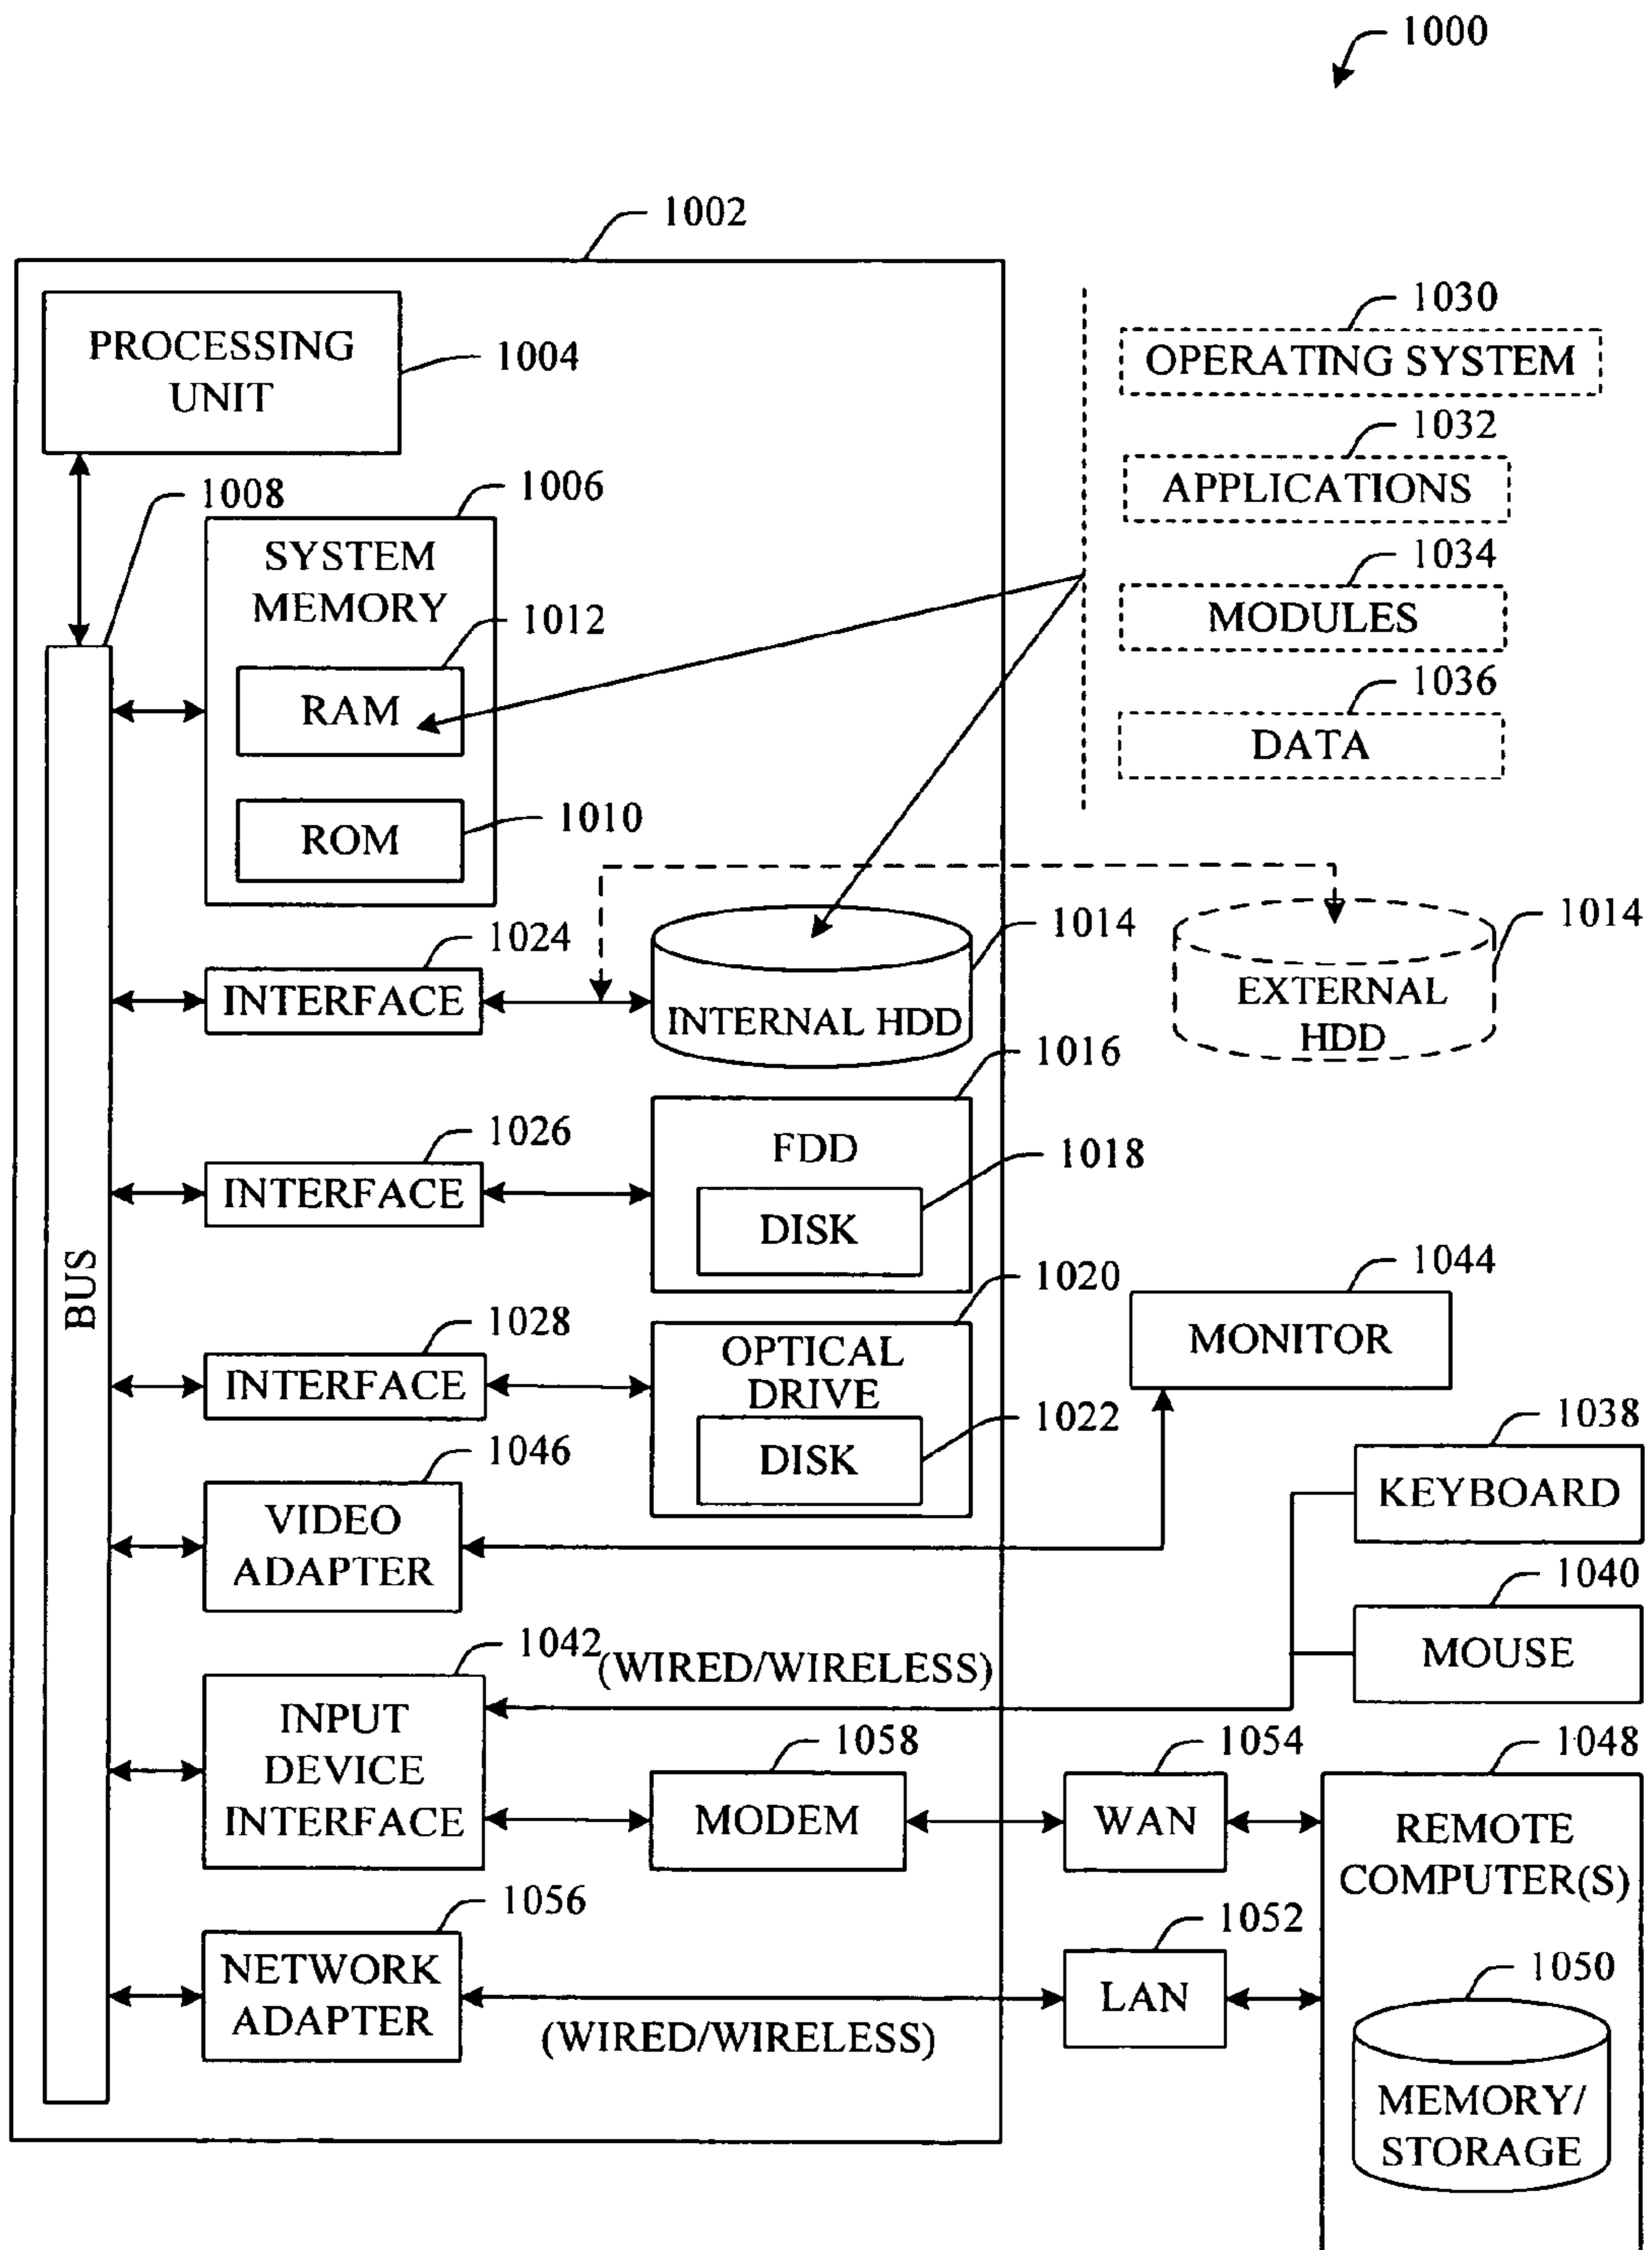 1000
1002
PROCESSING
UNIT
1004
1030
OPERATING SYSTEM
1032
APPLICATIONS
1034
MODULES
1036
DATA
1008
1006
SYSTEM
MEMORY
1012
RAM
1010
ROM
1024
INTERFACE
1014
INTERNAL HDD
1014
EXTERNAL
HDD
1016
FDD
1018
DISK
1026
INTERFACE
BUS
1020
OPTICAL
DRIVE
1022
DISK
1028
INTERFACE
1044
MONITOR
1038
KEYBOARD
1046
VIDEO
ADAPTER
1040
MOUSE
1042
(WIRED/WIRELESS)
INPUT
DEVICE
INTERFACE
1058
MODEM
1054
WAN
1048
REMOTE
COMPUTER(S)
1056
NETWORK
ADAPTER
(WIRED/WIRELESS)
1052
LAN
1050
MEMORY/
STORAGE